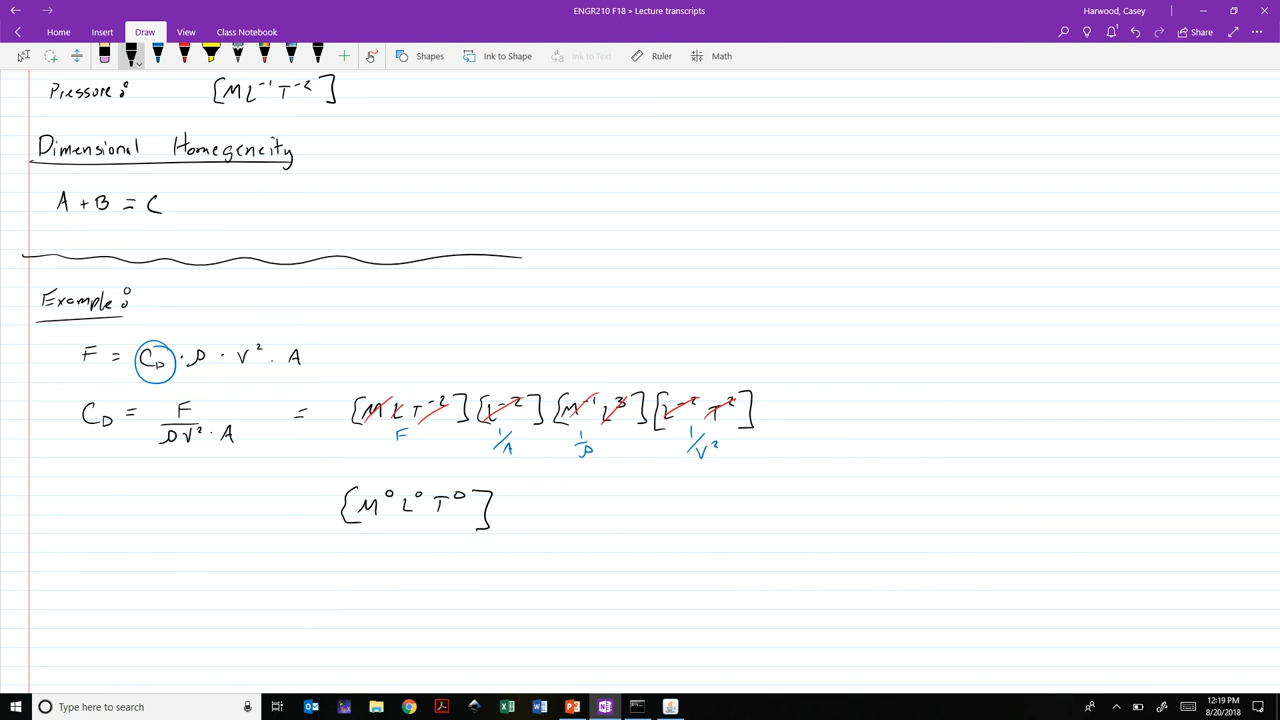 ENGR210 F18 » Lecture transcripts
Harwood, Casey
Home Insert Draw View Class Notebook
Share
Shapes Ink to Shape Ink to Text Ruler Math
Pressure: [M L⁻¹ T⁻²]
Dimensional Homegeneity
A + B = C
Example:
F = C_D · ρ · V² · A
C_D = F / (ρV² · A) = [M L T⁻²] [L⁻²] [M⁻¹ L³] [L⁻² T²]
F 1/A 1/ρ 1/V²
[M⁰ L⁰ T⁰]
Type here to search
12:19 PM
8/20/2018